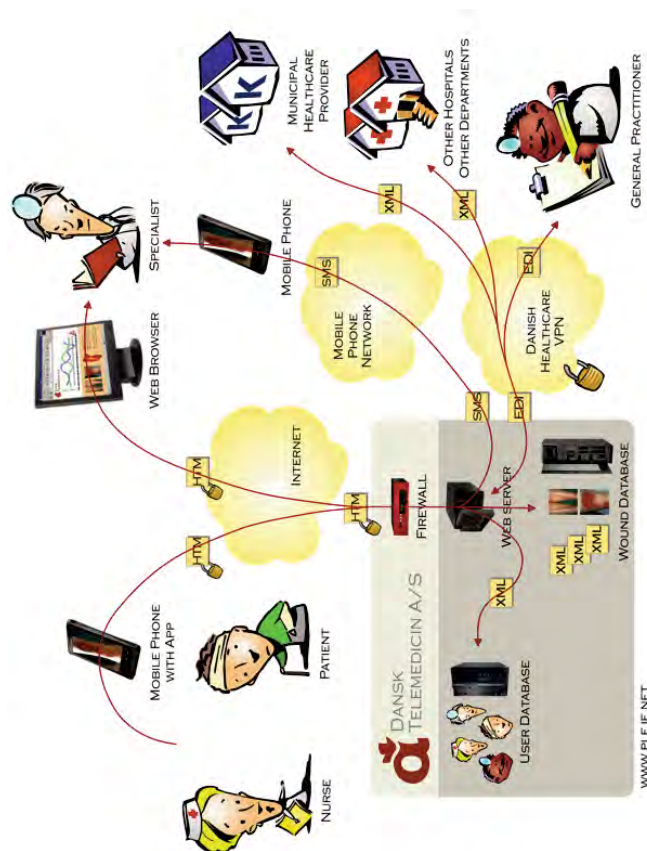 NURSE
PATIENT
MOBILE PHONE
WITH APP
HTM
HTM
INTERNET
HTM
WEB BROWSER
SPECIALIST
MOBILE PHONE
SMS
MOBILE
PHONE
NETWORK
K K
K
MUNICIPAL
HEALTHCARE
PROVIDER
DANSK
TELEMEDICIN A/S
FIREWALL
WEB SERVER
SMS
EDI
XML
XML
OTHER HOSPITALS
OTHER DEPARTMENTS
EDI
DANISH
HEALTHCARE
VPN
GENERAL PRACTITIONER
XML
USER DATABASE
XML
XML
XML
WOUND DATABASE
WWW.PLEJE.NET